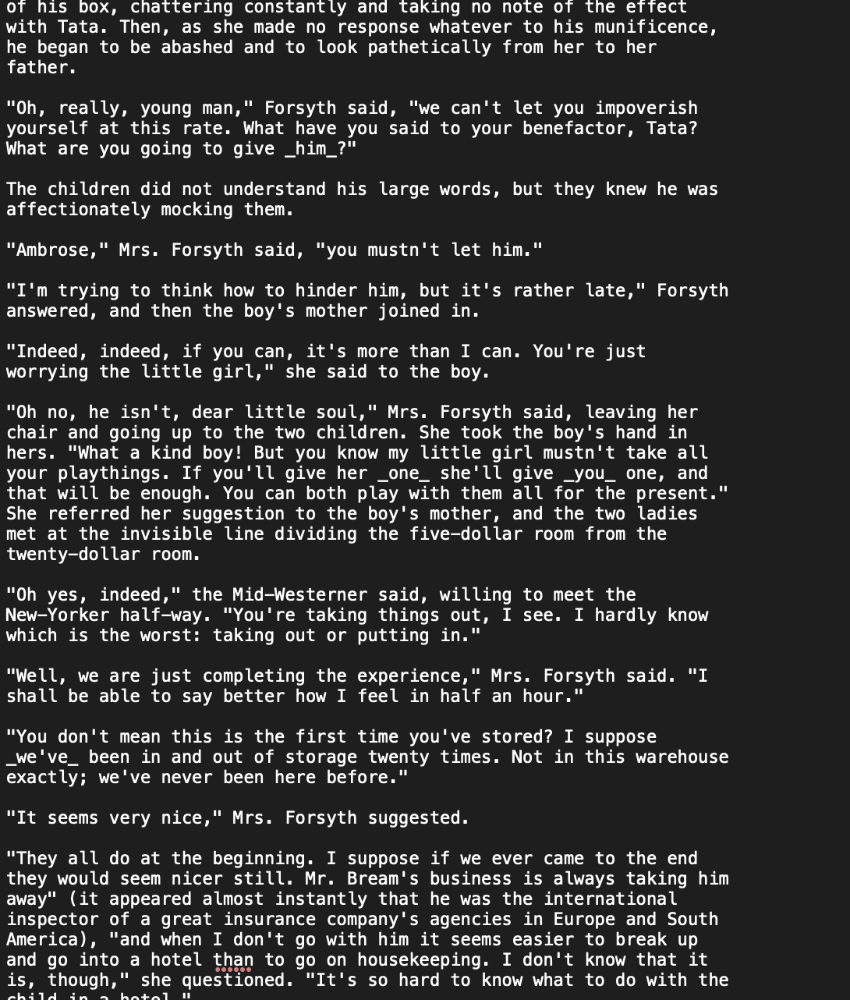 of his box, chattering constantly and taking no note of the effect
with Tata. Then, as she made no response whatever to his munificence,
he began to be abashed and to look pathetically from her to her
father.

"Oh, really, young man," Forsyth said, "we can't let you impoverish
yourself at this rate. What have you said to your benefactor, Tata?
What are you going to give _him_?"

The children did not understand his large words, but they knew he was
affectionately mocking them.

"Ambrose," Mrs. Forsyth said, "you mustn't let him."

"I'm trying to think how to hinder him, but it's rather late," Forsyth
answered, and then the boy's mother joined in.

"Indeed, indeed, if you can, it's more than I can. You're just
worrying the little girl," she said to the boy.

"Oh no, he isn't, dear little soul," Mrs. Forsyth said, leaving her
chair and going up to the two children. She took the boy's hand in
hers. "What a kind boy! But you know my little girl mustn't take all
your playthings. If you'll give her _one_ she'll give _you_ one, and
that will be enough. You can both play with them all for the present."
She referred her suggestion to the boy's mother, and the two ladies
met at the invisible line dividing the five-dollar room from the
twenty-dollar room.

"Oh yes, indeed," the Mid-Westerner said, willing to meet the
New-Yorker half-way. "You're taking things out, I see. I hardly know
which is the worst: taking out or putting in."

"Well, we are just completing the experience," Mrs. Forsyth said. "I
shall be able to say better how I feel in half an hour."

"You don't mean this is the first time you've stored? I suppose
_we've_ been in and out of storage twenty times. Not in this warehouse
exactly; we've never been here before."

"It seems very nice," Mrs. Forsyth suggested.

"They all do at the beginning. I suppose if we ever came to the end
they would seem nicer still. Mr. Bream's business is always taking him
away" (it appeared almost instantly that he was the international
inspector of a great insurance company's agencies in Europe and South
America), "and when I don't go with him it seems easier to break up
and go into a hotel than to go on housekeeping. I don't know that it
is, though," she questioned. "It's so hard to know what to do with the
child in a hotel."